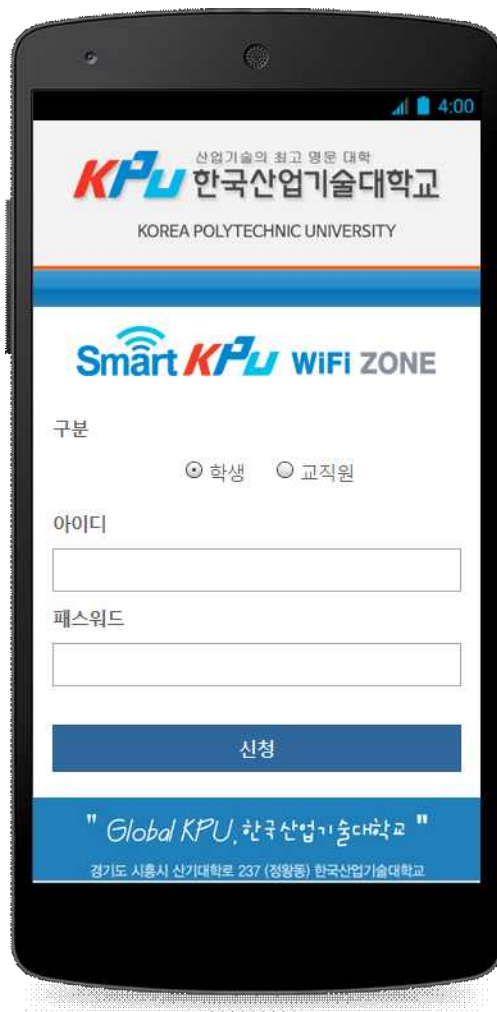 4:00
산업기술의 최고 명문 대학
KPU 한국산업기술대학교
KOREA POLYTECHNIC UNIVERSITY
Smart KPU WiFi ZONE
구분
학생 교직원
아이디
패스워드
신청
" Global KPU, 한국산업기술대학교 "
경기도 시흥시 산기대학로 237 (정왕동) 한국산업기술대학교